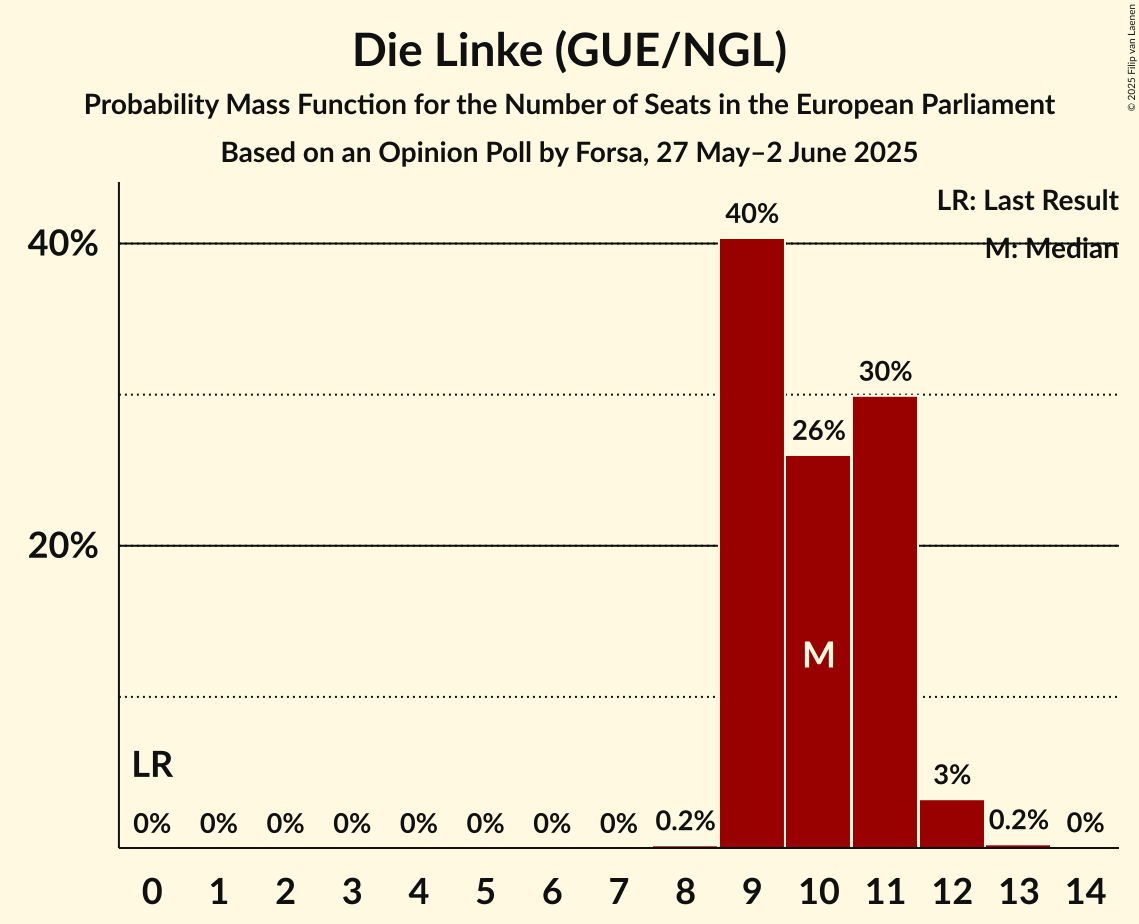 Die Linke (GUE/NGL)
Probability Mass Function for the Number of Seats in the European Parliament
Based on an Opinion Poll by Forsa, 27 May–2 June 2025
© 2025 Filip van Laenen
LR: Last Result
M: Median
40%
20%
40%
30%
26%
M
LR
3%
0% 0% 0% 0% 0% 0% 0% 0% 0.2% 0.2% 0%
0 1 2 3 4 5 6 7 8 9 10 11 12 13 14